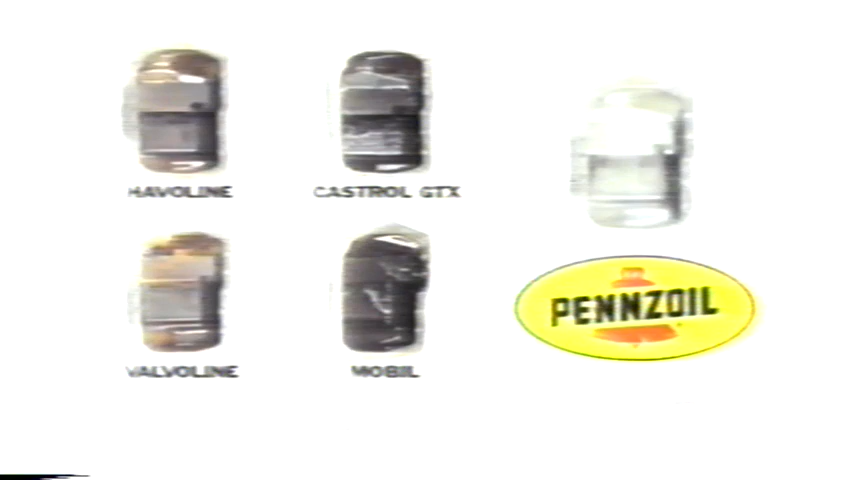 HAVOLINE
CASTROL GTX
VALVOLINE
MOBIL
PENNZOIL